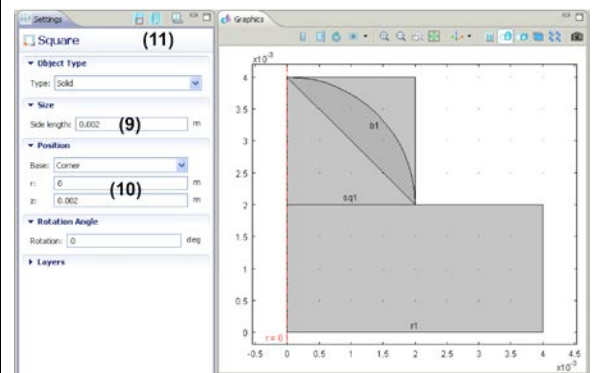 Settings
Square
(11)
Object Type
Type: Solid
Size
Side length: 0.002 m
(9)
Position
Base: Corner
r: 0 m
(10)
z: 0.002 m
Rotation Angle
Rotation: 0 deg
Layers
Graphics
x10⁻³
4
3.5
3
2.5
2
1.5
1
0.5
0
b1
sq1
r1
r=0
-0.5 0 0.5 1 1.5 2 2.5 3 3.5 4 4.5
x10⁻³